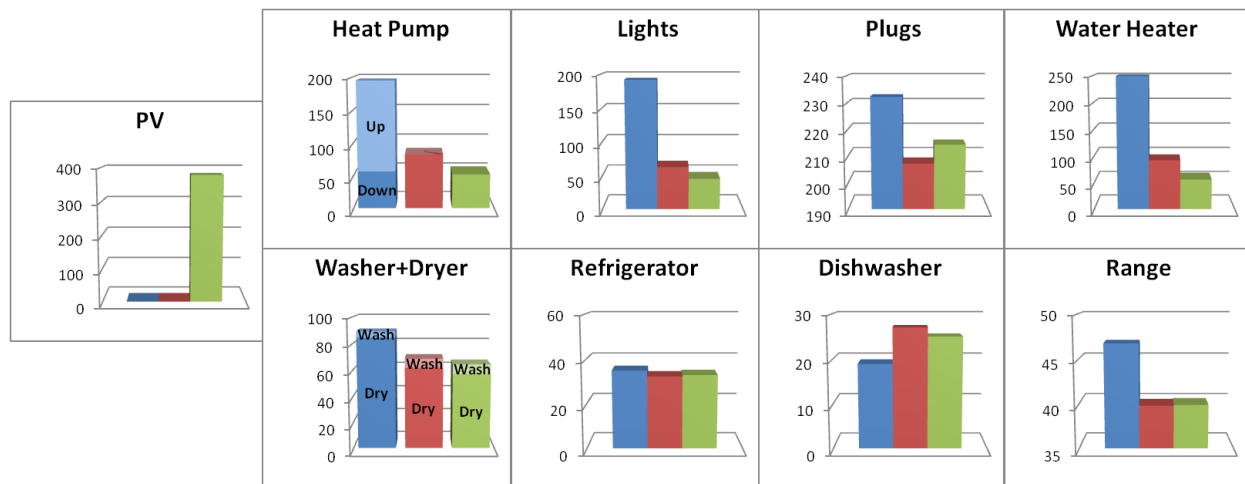 PV
400
300
200
100
0
Heat Pump
200
150
100
50
0
Up
Down
Lights
200
150
100
50
0
Plugs
240
230
220
210
200
190
Water Heater
250
200
150
100
50
0
Washer+Dryer
100
80
60
40
20
0
Wash
Wash
Wash
Dry
Dry
Dry
Refrigerator
60
40
20
0
Dishwasher
30
20
10
0
Range
50
45
40
35